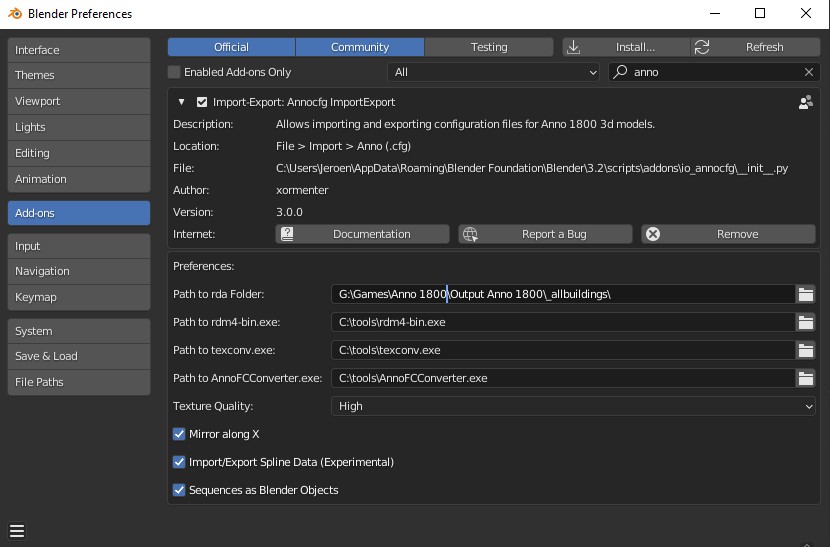 Blender Preferences
Interface
Themes
Viewport
Lights
Editing
Animation
Add-ons
Input
Navigation
Keymap
System
Save & Load
File Paths
Official Community Testing Install... Refresh
Enabled Add-ons Only All anno
Import-Export: Annocfg ImportExport
Description: Allows importing and exporting configuration files for Anno 1800 3d models.
Location: File > Import > Anno (.cfg)
File: C:\Users\Jeroen\AppData\Roaming\Blender Foundation\Blender\3.2\scripts\addons\io_annocfg\__init__.py
Author: xormenter
Version: 3.0.0
Internet: Documentation Report a Bug Remove
Preferences:
Path to rda Folder: G:\Games\Anno 1800\Output Anno 1800\_allbuildings\
Path to rdm4-bin.exe: C:\tools\rdm4-bin.exe
Path to texconv.exe: C:\tools\texconv.exe
Path to AnnoFCConverter.exe: C:\tools\AnnoFCConverter.exe
Texture Quality: High
Mirror along X
Import/Export Spline Data (Experimental)
Sequences as Blender Objects